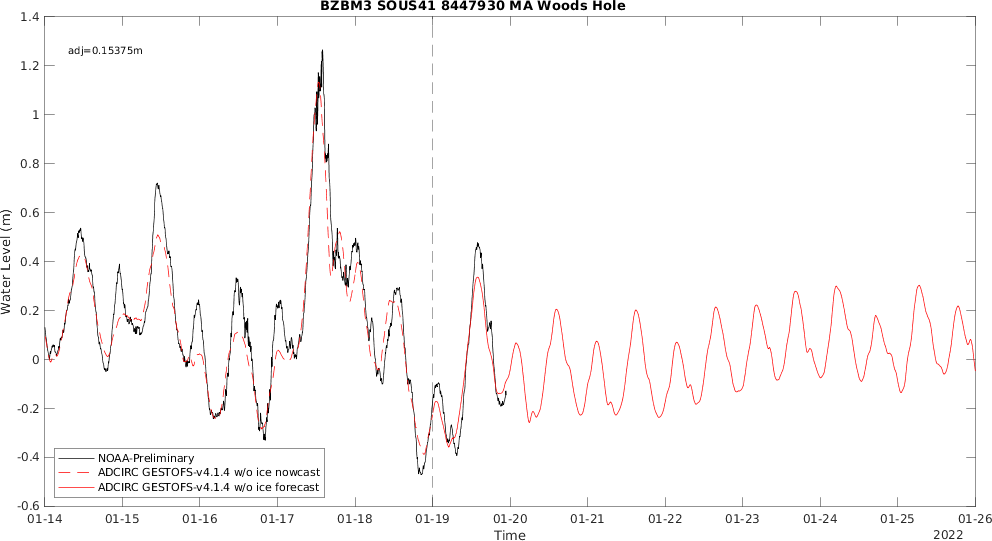 BZBM3 SOUS41 8447930 MA Woods Hole
adj=0.15375m
Water Level (m)
1.4
1.2
1
0.8
0.6
0.4
0.2
0
-0.2
-0.4
-0.6
NOAA-Preliminary
ADCIRC GESTOFS-v4.1.4 w/o ice nowcast
ADCIRC GESTOFS-v4.1.4 w/o ice forecast
01-14 01-15 01-16 01-17 01-18 01-19 01-20 01-21 01-22 01-23 01-24 01-25 01-26
Time
2022